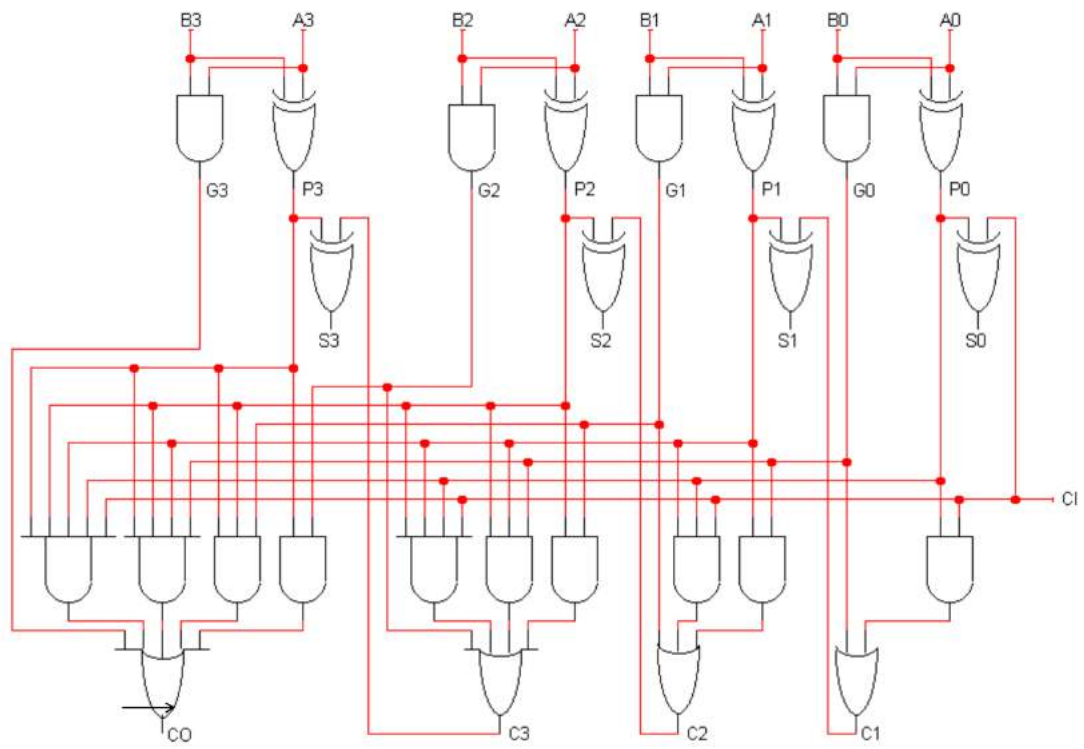 B3 A3 B2 A2 B1 A1 B0 A0
G3 P3 G2 P2 G1 P1 G0 P0
S3 S2 S1 S0
CI
CO C3 C2 C1